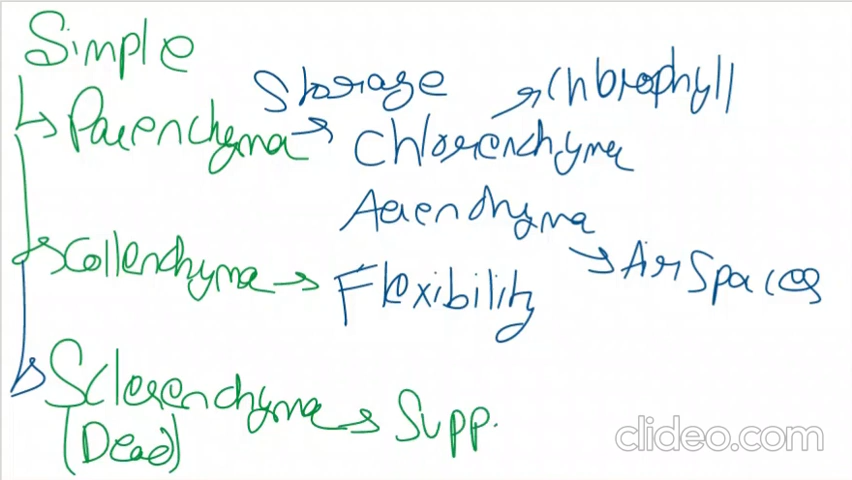 Simple
Storage
↳ Parenchyma → Chlorenchyma → Chlorophyll
Aerenchyma → Air Spaces
→ Collenchyma → Flexibility
→ Sclerenchyma → Supp.
(Dead)
clideo.com